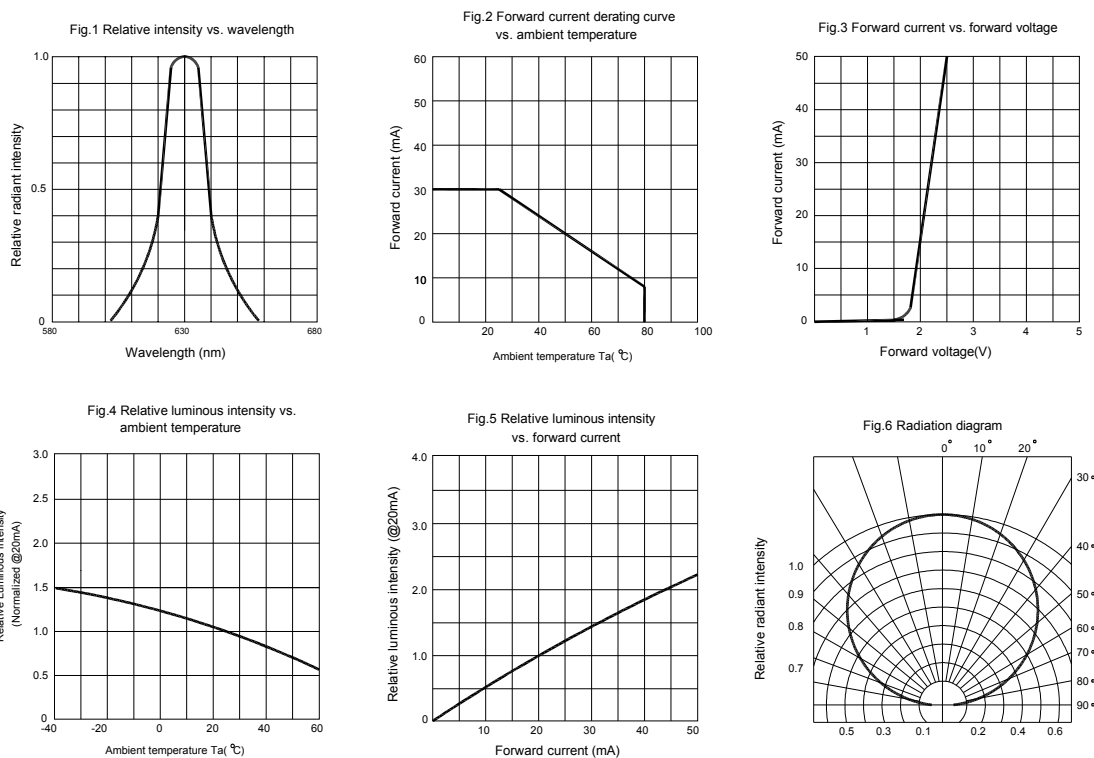 Fig.1 Relative intensity vs. wavelength
Relative radiant intensity
1.0
0.5
0
580
630
680
Wavelength (nm)
Fig.2 Forward current derating curve
vs. ambient temperature
Forward current (mA)
60
50
40
30
20
10
0
20
40
60
80
100
Ambient temperature Ta( °C)
Fig.3 Forward current vs. forward voltage
Forward current (mA)
50
40
30
20
10
0
1
2
3
4
5
Forward voltage(V)
Fig.4 Relative luminous intensity vs.
ambient temperature
Relative Luminous Intensity
(Normalized @20mA)
3.0
2.5
2.0
1.5
1.0
0.5
0
-40
-20
0
20
40
60
Ambient temperature Ta( °C)
Fig.5 Relative luminous intensity
vs. forward current
Relative luminous intensity (@20mA)
4.0
3.0
2.0
1.0
0
10
20
30
40
50
Forward current (mA)
Fig.6 Radiation diagram
0° 10° 20°
30°
40°
50°
60°
70°
80°
90°
Relative radiant intensity
1.0
0.9
0.8
0.7
0.5 0.3 0.1 0.2 0.4 0.6